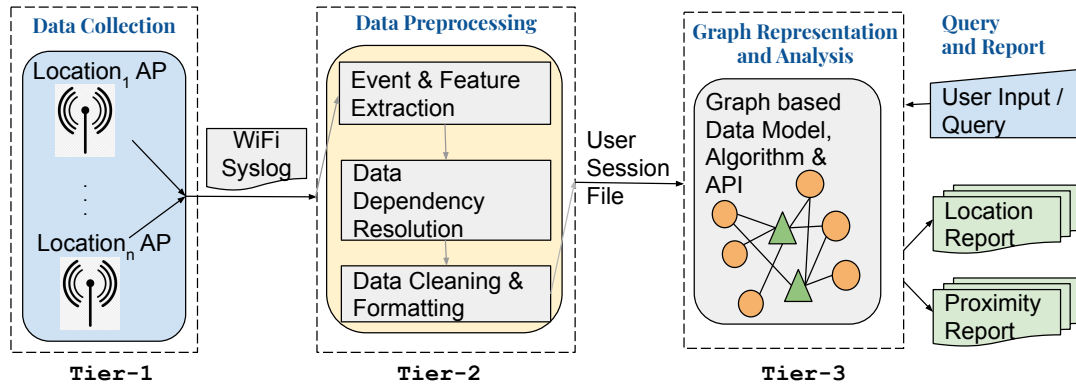 Data Collection
Location1 AP
.
.
.
Locationn AP
Tier-1
WiFi
Syslog
Data Preprocessing
Event & Feature
Extraction
Data
Dependency
Resolution
Data Cleaning &
Formatting
Tier-2
User
Session
File
Graph Representation
and Analysis
Graph based
Data Model,
Algorithm &
API
Tier-3
Query
and Report
User Input /
Query
Location
Report
Proximity
Report